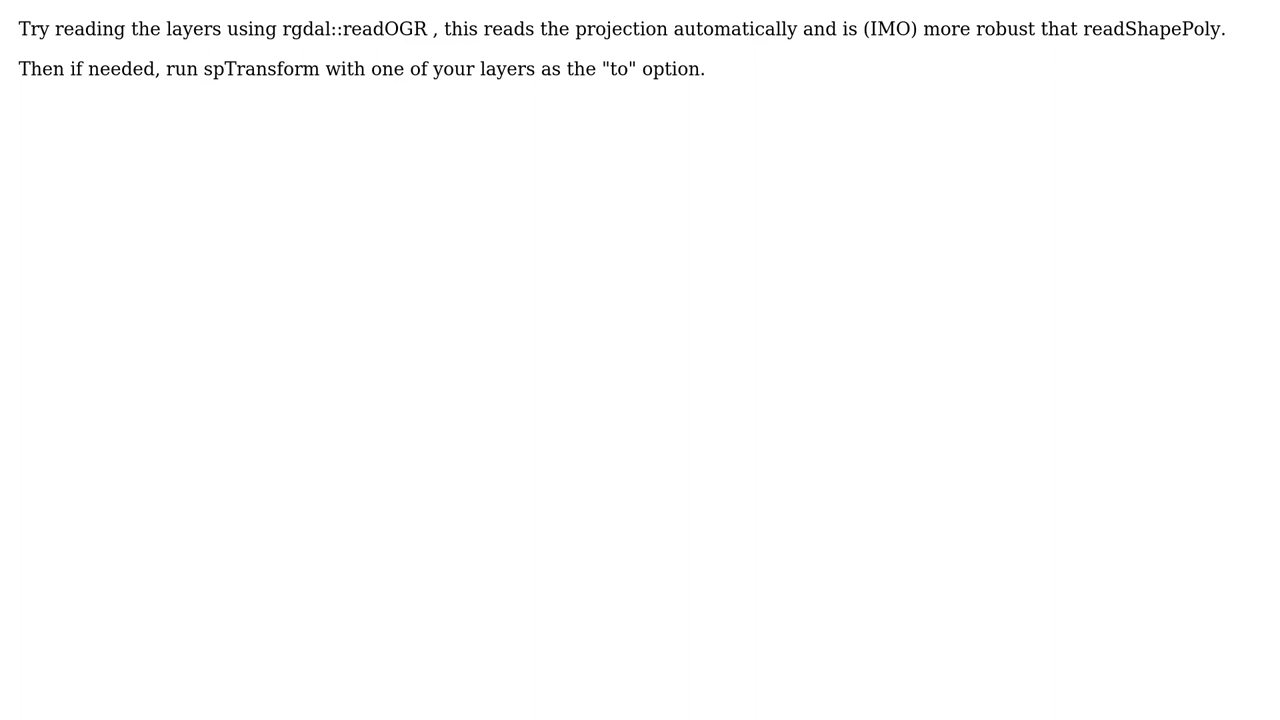 Try reading the layers using rgdal::readOGR , this reads the projection automatically and is (IMO) more robust that readShapePoly.
Then if needed, run spTransform with one of your layers as the "to" option.